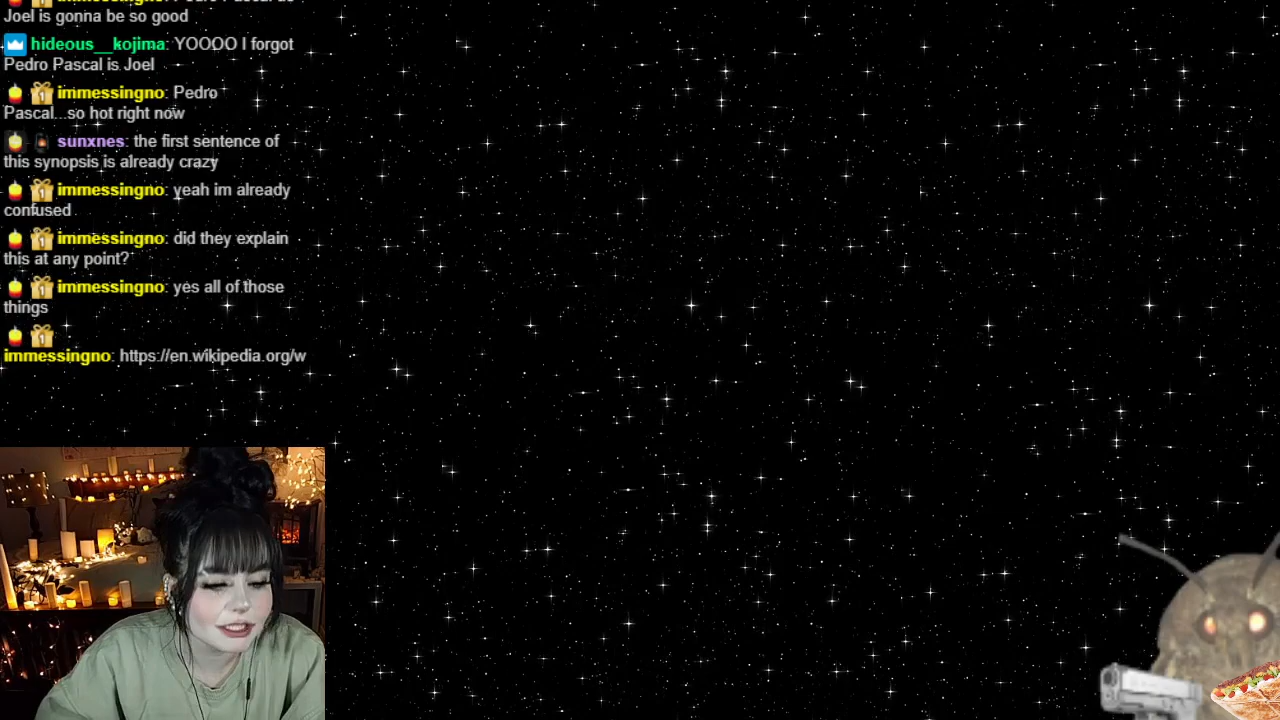 Joel is gonna be so good
hideous__kojima: YOOOO I forgot
Pedro Pascal is Joel
immessingno: Pedro
Pascal...so hot right now
sunxnes: the first sentence of
this synopsis is already crazy
immessingno: yeah im already
confused
immessingno: did they explain
this at any point?
immessingno: yes all of those
things
immessingno: https://en.wikipedia.org/w